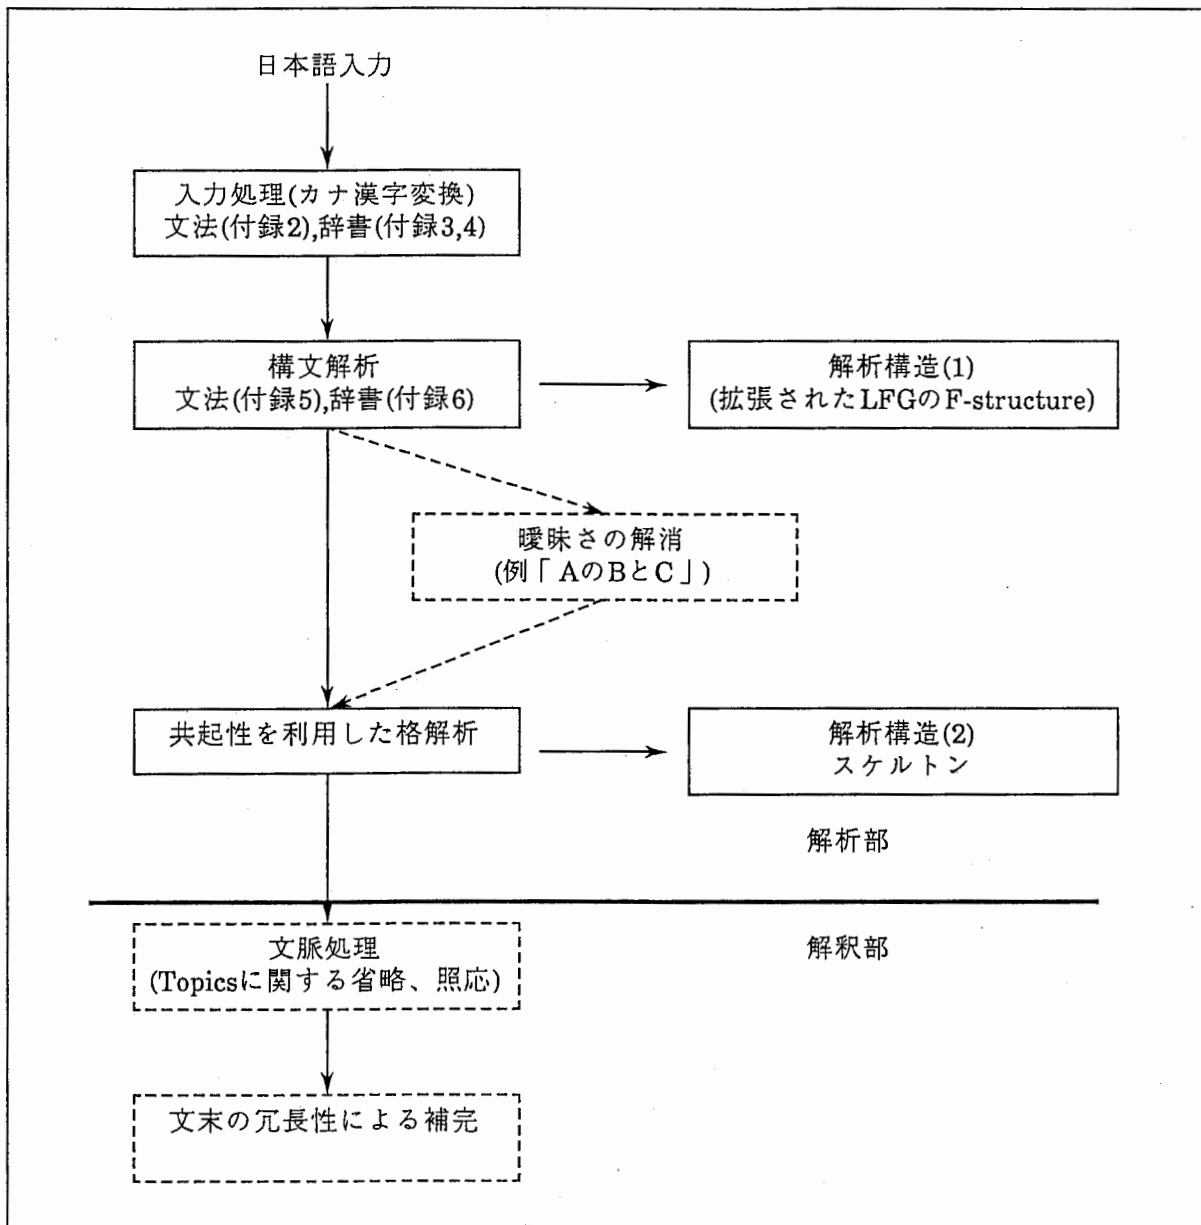 日本語入力
入力処理(カナ漢字変換)
文法(付録2),辞書(付録3,4)
構文解析
文法(付録5),辞書(付録6)
解析構造(1)
(拡張されたLFGのF-structure)
曖昧さの解消
(例「AのBとC」)
共起性を利用した格解析
解析構造(2)
スケルトン
解析部
文脈処理
(Topicsに関する省略、照応)
解釈部
文末の冗長性による補完